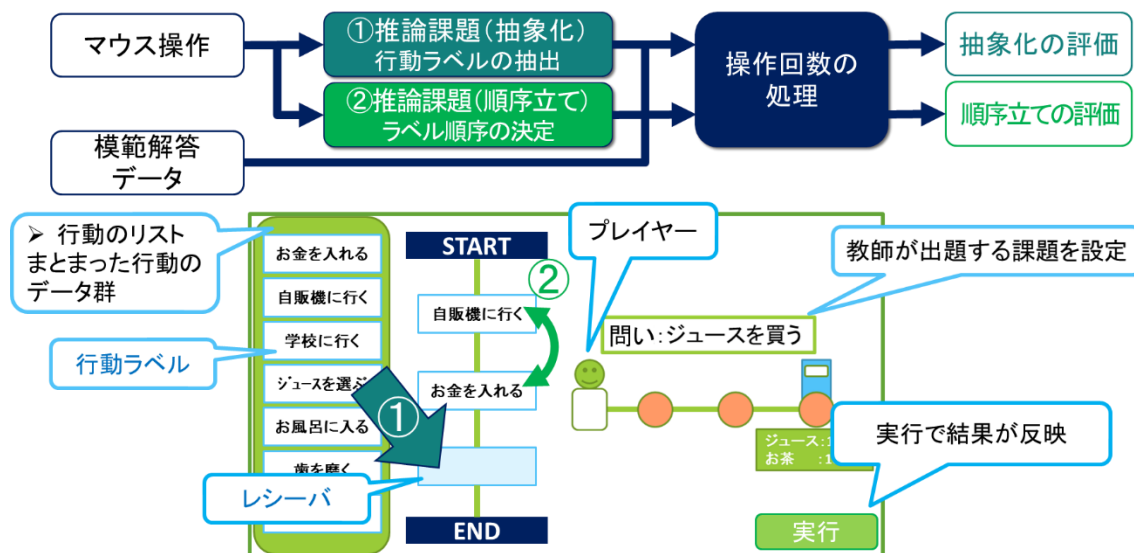 マウス操作
①推論課題(抽象化)
行動ラベルの抽出
②推論課題(順序立て)
ラベル順序の決定
模範解答
データ
操作回数の
処理
抽象化の評価
順序立ての評価
➢ 行動のリスト
まとまった行動の
データ群
行動ラベル
お金を入れる
自販機に行く
学校に行く
ジュースを選ぶ
お風呂に入る
歯を磨く
レシーバ
①
START
②
自販機に行く
お金を入れる
END
プレイヤー
教師が出題する課題を設定
問い:ジュースを買う
ジュース:1
お茶 :1
実行で結果が反映
実行